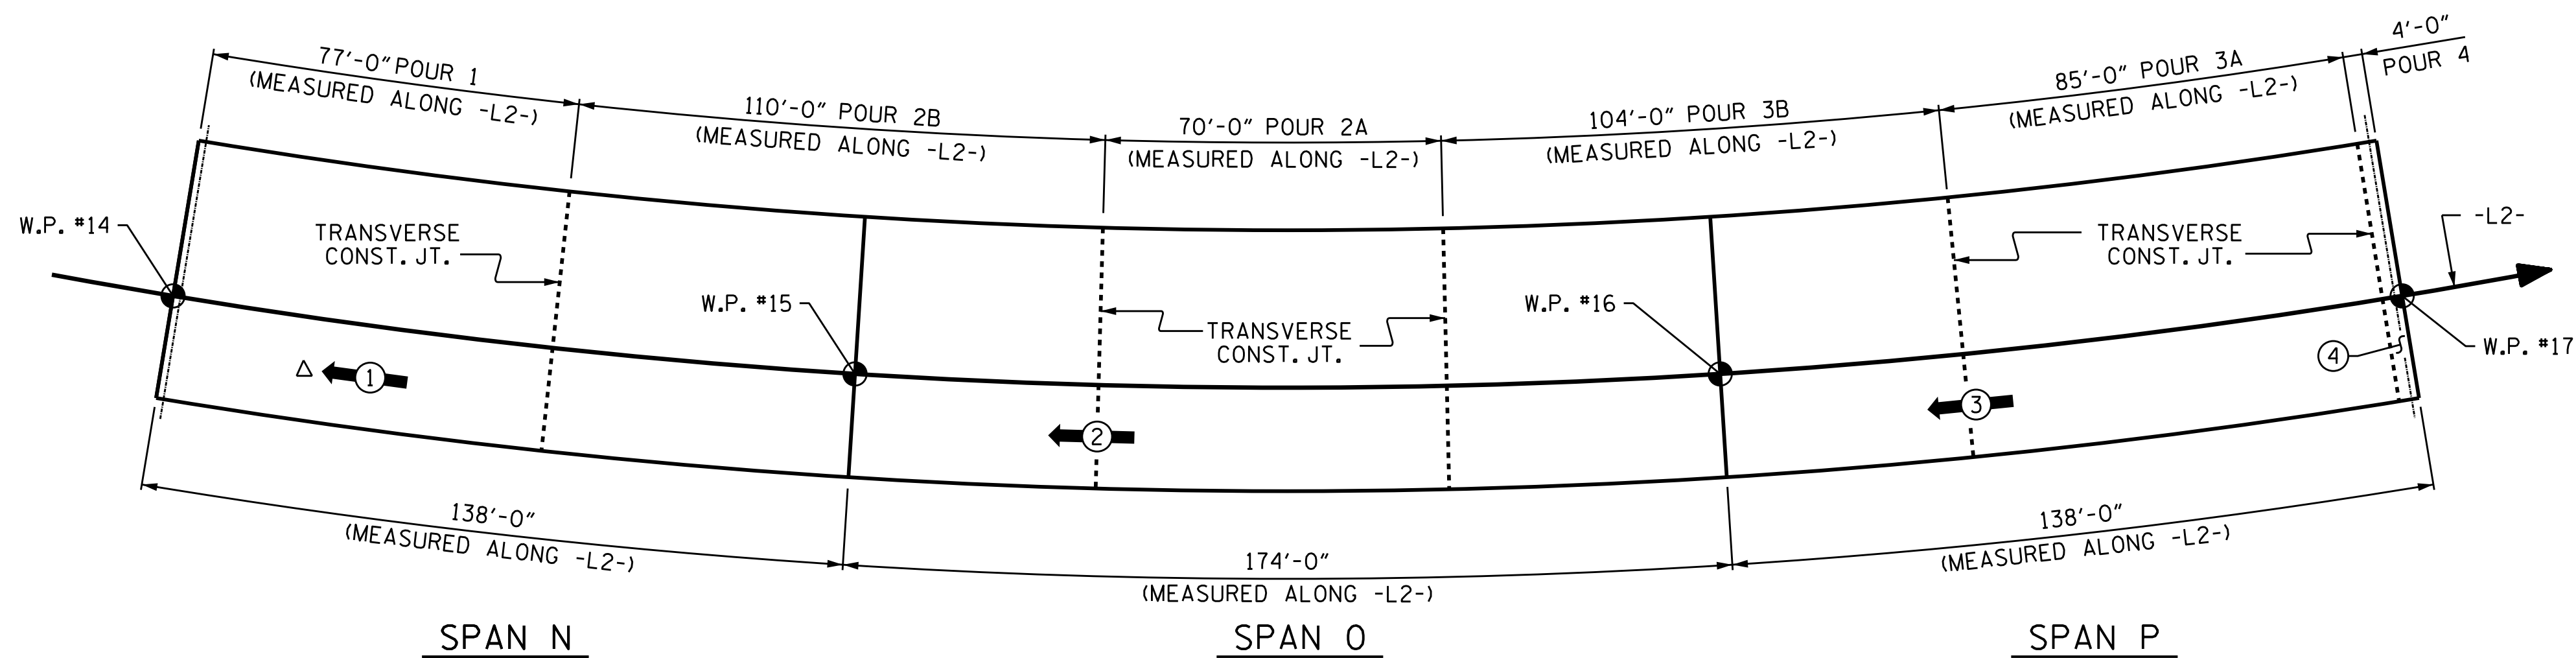 77'-0" POUR 1
(MEASURED ALONG -L2-)
110'-0" POUR 2B
(MEASURED ALONG -L2-)
70'-0" POUR 2A
(MEASURED ALONG -L2-)
104'-0" POUR 3B
(MEASURED ALONG -L2-)
85'-0" POUR 3A
(MEASURED ALONG -L2-)
4'-0"
POUR 4
W.P. #14
TRANSVERSE
CONST. JT.
W.P. #15
TRANSVERSE
CONST. JT.
W.P. #16
TRANSVERSE
CONST. JT.
-L2-
W.P. #17
△
1
2
3
4
138'-0"
(MEASURED ALONG -L2-)
174'-0"
(MEASURED ALONG -L2-)
138'-0"
(MEASURED ALONG -L2-)
SPAN N
SPAN O
SPAN P